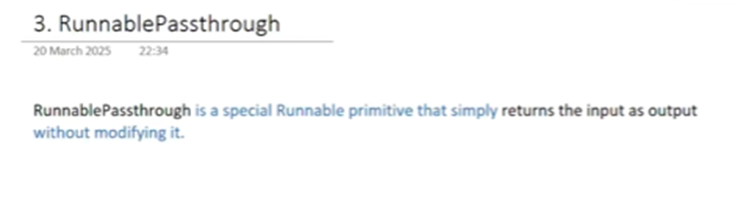 3. RunnablePassthrough
20 March 2025 22:34
RunnablePassthrough is a special Runnable primitive that simply returns the input as output
without modifying it.